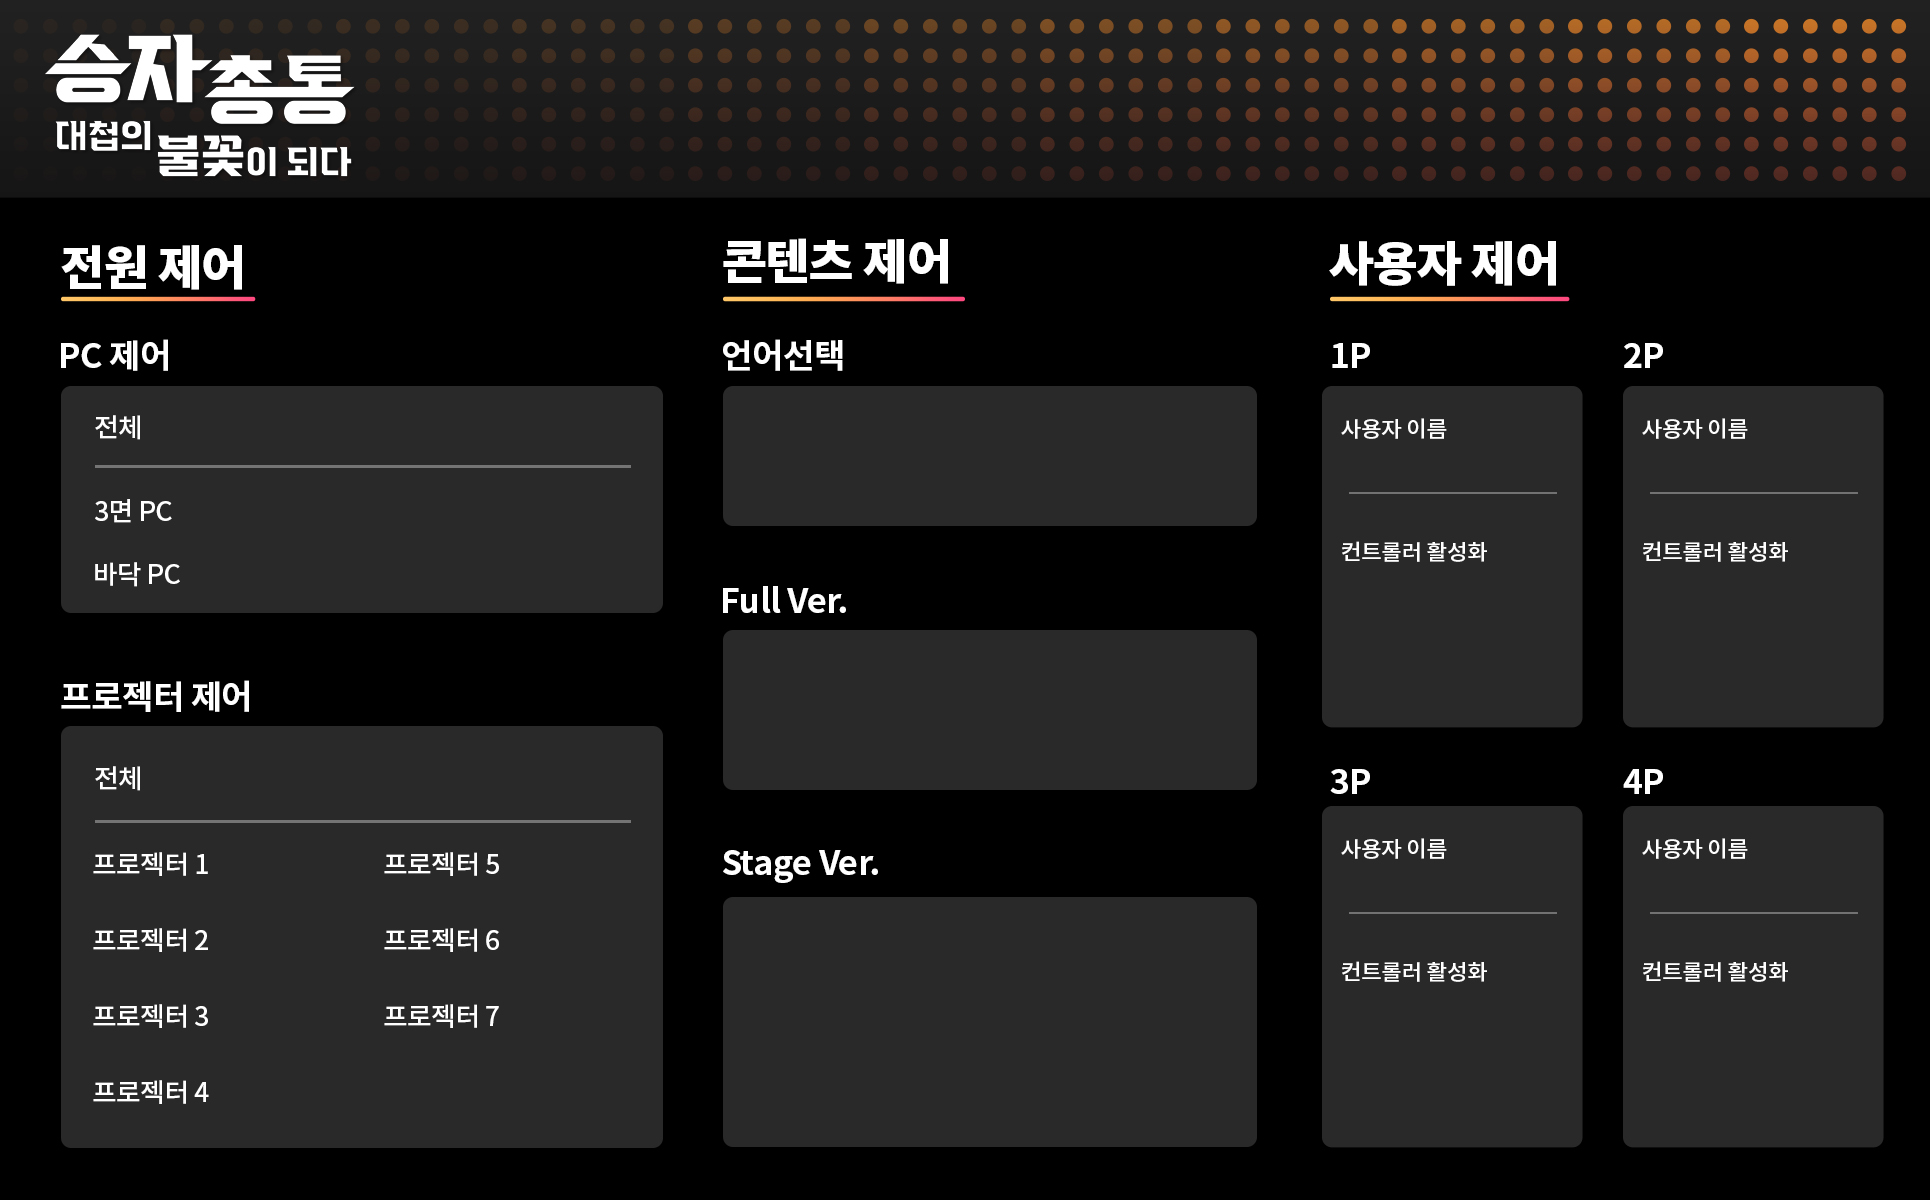 승자총통
대첩의 불꽃이 되다
전원 제어
PC 제어
전체
3면 PC
바닥 PC
프로젝터 제어
전체
프로젝터 1
프로젝터 5
프로젝터 2
프로젝터 6
프로젝터 3
프로젝터 7
프로젝터 4
콘텐츠 제어
언어선택
Full Ver.
Stage Ver.
사용자 제어
1P
사용자 이름
컨트롤러 활성화
2P
사용자 이름
컨트롤러 활성화
3P
사용자 이름
컨트롤러 활성화
4P
사용자 이름
컨트롤러 활성화